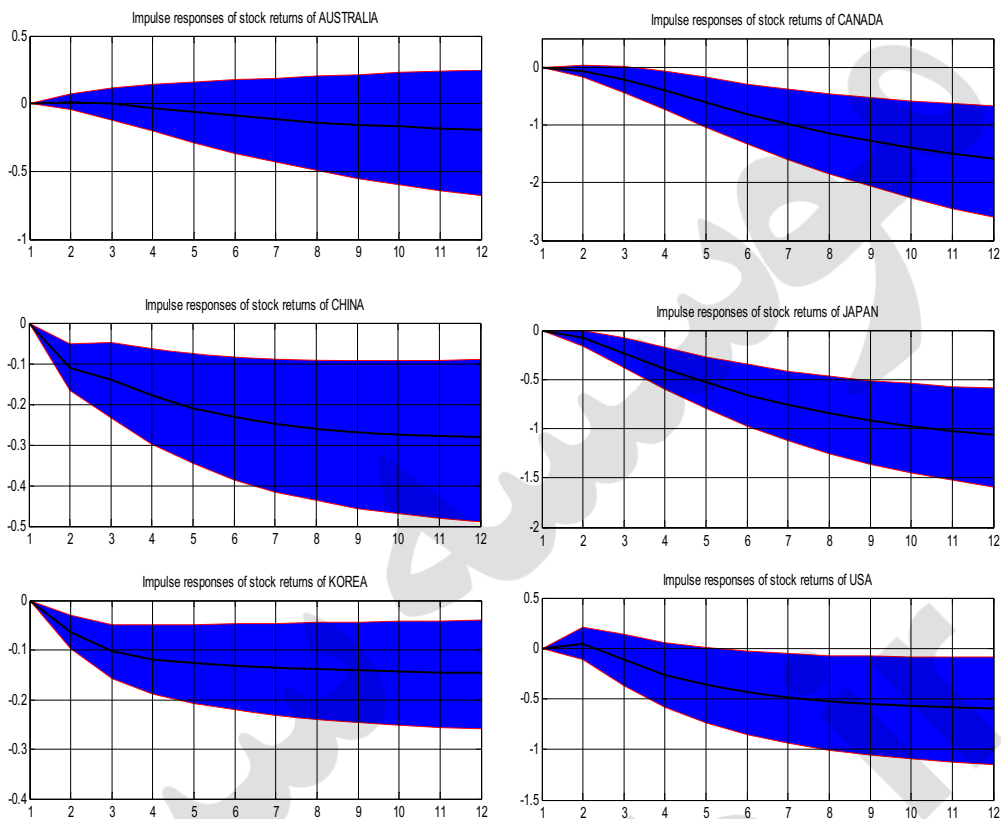 Impulse responses of stock returns of AUSTRALIA
0.5
0
-0.5
-1
1 2 3 4 5 6 7 8 9 10 11 12
Impulse responses of stock returns of CANADA
0
-1
-2
-3
1 2 3 4 5 6 7 8 9 10 11 12
Impulse responses of stock returns of CHINA
0
-0.1
-0.2
-0.3
-0.4
-0.5
1 2 3 4 5 6 7 8 9 10 11 12
Impulse responses of stock returns of JAPAN
0
-0.5
-1
-1.5
-2
1 2 3 4 5 6 7 8 9 10 11 12
Impulse responses of stock returns of KOREA
0
-0.1
-0.2
-0.3
-0.4
1 2 3 4 5 6 7 8 9 10 11 12
Impulse responses of stock returns of USA
0.5
0
-0.5
-1
-1.5
1 2 3 4 5 6 7 8 9 10 11 12